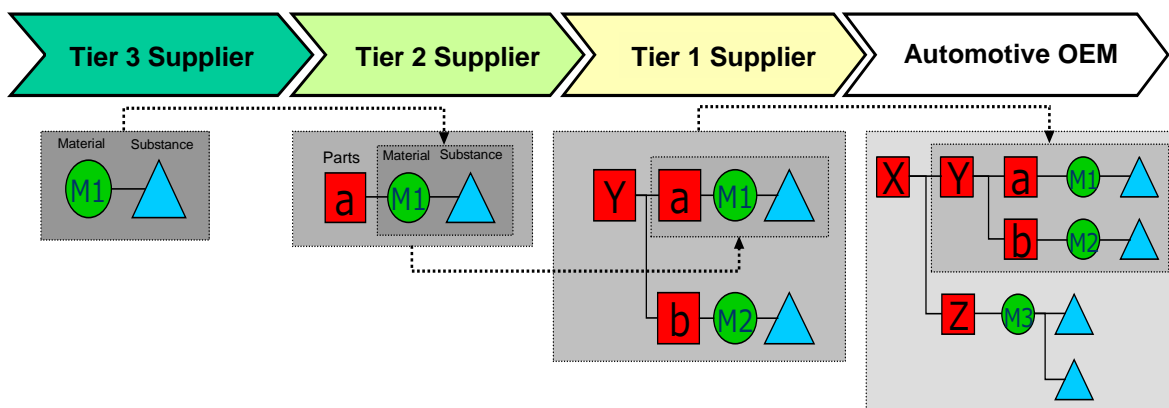 Tier 3 Supplier
Tier 2 Supplier
Tier 1 Supplier
Automotive OEM
Material Substance
M1
Parts
Material Substance
a M1
Y a M1
b M2
X Y a M1
b M2
Z M3